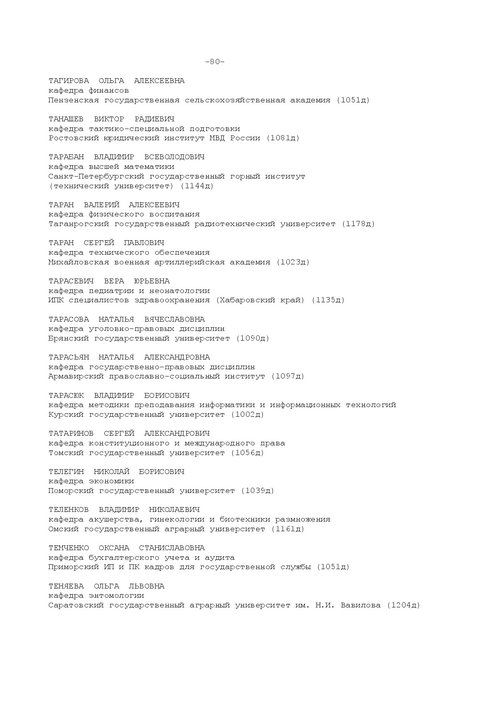 -80-
ТАГИРОВА ОЛЬГА АЛЕКСЕЕВНА
кафедра финансов
Пензенская государственная сельскохозяйственная академия (1051д)
ТАНАШЕВ ВИКТОР РАДИЕВИЧ
кафедра тактико-специальной подготовки
Ростовский юридический институт МВД России (1081д)
ТАРАБАН ВЛАДИМИР ВСЕВОЛОДОВИЧ
кафедра высшей математики
Санкт-Петербургский государственный горный институт
(технический университет) (1144д)
ТАРАН ВАЛЕРИЙ АЛЕКСЕЕВИЧ
кафедра физического воспитания
Таганрогский государственный радиотехнический университет (1178д)
ТАРАН СЕРГЕЙ ПАВЛОВИЧ
кафедра технического обеспечения
Михайловская военная артиллерийская академия (1023д)
ТАРАСЕВИЧ ВЕРА ЮРЬЕВНА
кафедра педиатрии и неонатологии
ИПК специалистов здравоохранения (Хабаровский край) (1135д)
ТАРАСОВА НАТАЛЬЯ ВЯЧЕСЛАВОВНА
кафедра уголовно-правовых дисциплин
Брянский государственный университет (1090д)
ТАРАСЬЯН НАТАЛЬЯ АЛЕКСАНДРОВНА
кафедра государственно-правовых дисциплин
Армавирский православно-социальный институт (1097д)
ТАРАСЮК ВЛАДИМИР БОРИСОВИЧ
кафедра методики преподавания информатики и информационных технологий
Курский государственный университет (1002д)
ТАТАРИНОВ СЕРГЕЙ АЛЕКСАНДРОВИЧ
кафедра конституционного и международного права
Томский государственный университет (1056д)
ТЕЛЕГИН НИКОЛАЙ БОРИСОВИЧ
кафедра экономики
Поморский государственный университет (1039д)
ТЕЛЕНКОВ ВЛАДИМИР НИКОЛАЕВИЧ
кафедра акушерства, гинекологии и биотехники размножения
Омский государственный аграрный университет (1161д)
ТЕМЧЕНКО ОКСАНА СТАНИСЛАВОВНА
кафедра бухгалтерского учета и аудита
Приморский ИП и ПК кадров для государственной службы (1051д)
ТЕНЯЕВА ОЛЬГА ЛЬВОВНА
кафедра энтомологии
Саратовский государственный аграрный университет им. Н.И. Вавилова (1204д)